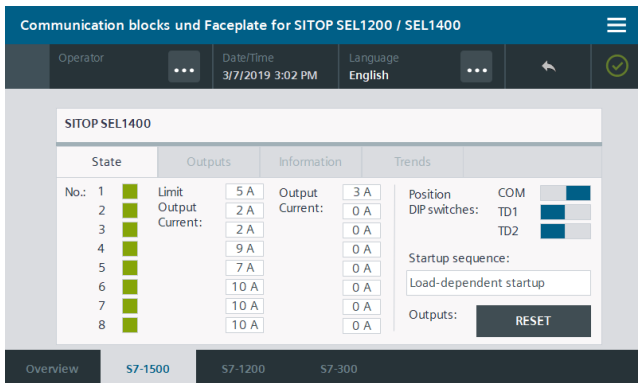 Communication blocks und Faceplate for SITOP SEL1200 / SEL1400
Operator
...
Date/Time
3/7/2019 3:02 PM
Language
English
...
SITOP SEL1400
State Outputs Information Trends
No.: 1 Limit 5 A Output 3 A Position COM
2 Output 2 A Current: 0 A DIP switches: TD1
3 Current: 2 A 0 A TD2
4 9 A 0 A Startup sequence:
5 7 A 0 A Load-dependent startup
6 10 A 0 A
7 10 A 0 A Outputs: RESET
8 10 A 0 A
Overview S7-1500 S7-1200 S7-300